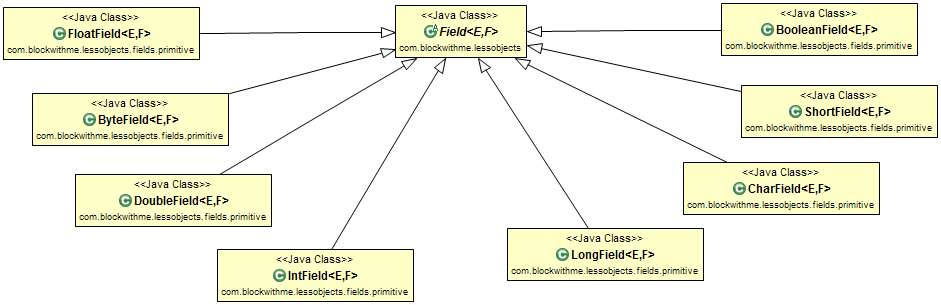 <<Java Class>>
FloatField<E,F>
com.blockwithme.lessobjects.fields.primitive
<<Java Class>>
Field<E,F>
com.blockwithme.lessobjects
<<Java Class>>
BooleanField<E,F>
com.blockwithme.lessobjects.fields.primitive
<<Java Class>>
ByteField<E,F>
com.blockwithme.lessobjects.fields.primitive
<<Java Class>>
ShortField<E,F>
com.blockwithme.lessobjects.fields.primitive
<<Java Class>>
DoubleField<E,F>
com.blockwithme.lessobjects.fields.primitive
<<Java Class>>
CharField<E,F>
com.blockwithme.lessobjects.fields.primitive
<<Java Class>>
IntField<E,F>
com.blockwithme.lessobjects.fields.primitive
<<Java Class>>
LongField<E,F>
com.blockwithme.lessobjects.fields.primitive